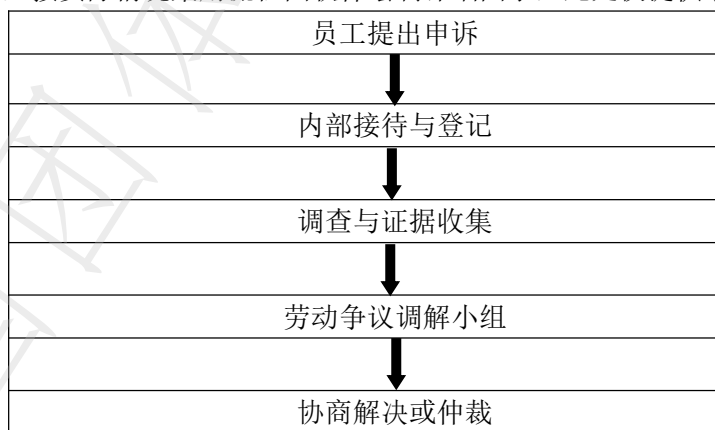 员工提出申诉
内部接待与登记
调查与证据收集
劳动争议调解小组
协商解决或仲裁